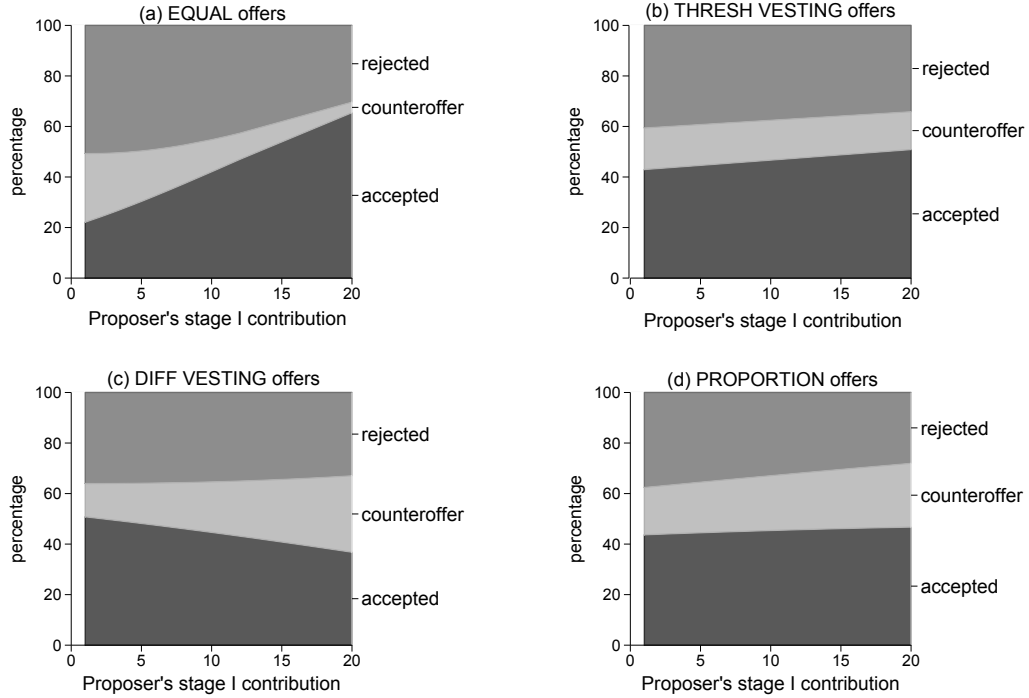 (a) EQUAL offers
100
80
60
40
20
0
percentage
0 5 10 15 20
Proposer's stage I contribution
rejected
counteroffer
accepted
(b) THRESH VESTING offers
100
80
60
40
20
0
percentage
0 5 10 15 20
Proposer's stage I contribution
rejected
counteroffer
accepted
(c) DIFF VESTING offers
100
80
60
40
20
0
percentage
0 5 10 15 20
Proposer's stage I contribution
rejected
counteroffer
accepted
(d) PROPORTION offers
100
80
60
40
20
0
percentage
0 5 10 15 20
Proposer's stage I contribution
rejected
counteroffer
accepted